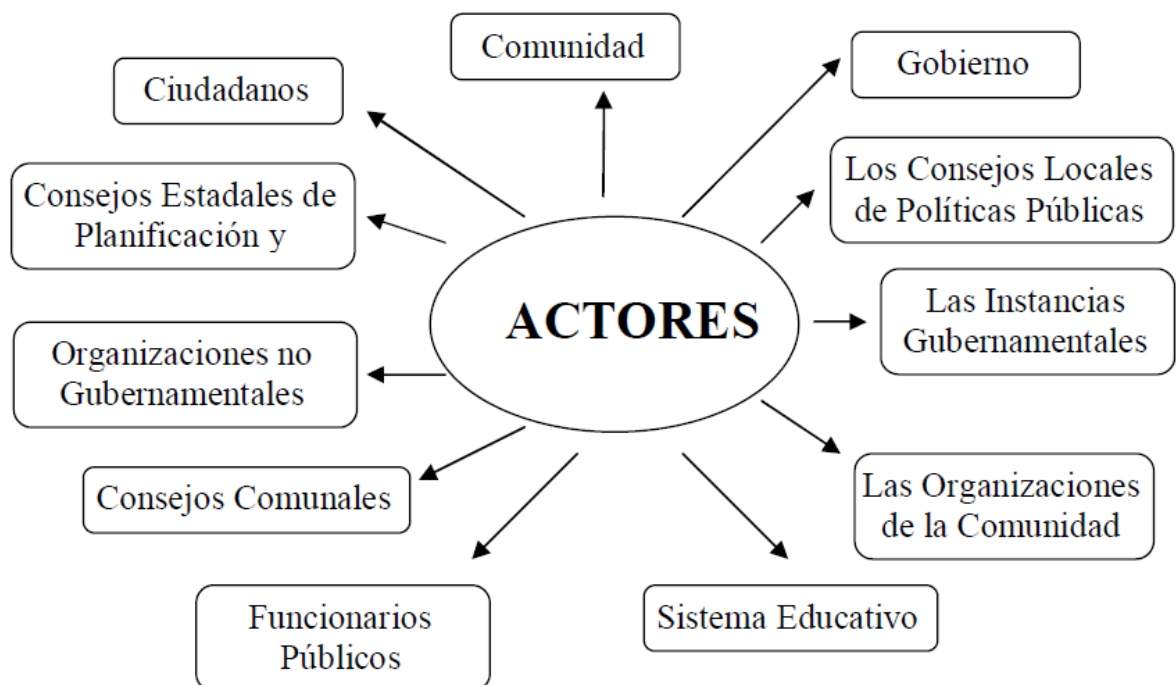 Comunidad
Gobierno
Ciudadanos
Los Consejos Locales
de Políticas Públicas
Consejos Estadales de
Planificación y
ACTORES
Las Instancias
Gubernamentales
Organizaciones no
Gubernamentales
Consejos Comunales
Las Organizaciones
de la Comunidad
Funcionarios
Públicos
Sistema Educativo